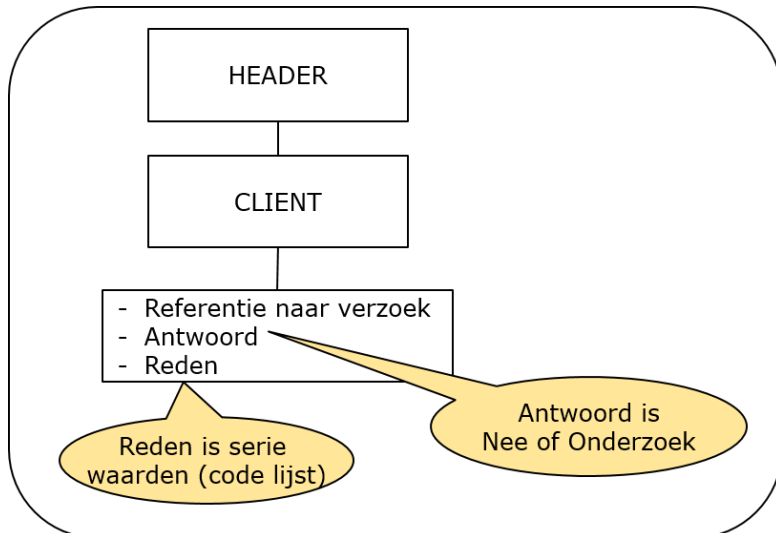 HEADER
CLIENT
- Referentie naar verzoek
- Antwoord
- Reden
Antwoord is
Nee of Onderzoek
Reden is serie
waarden (code lijst)